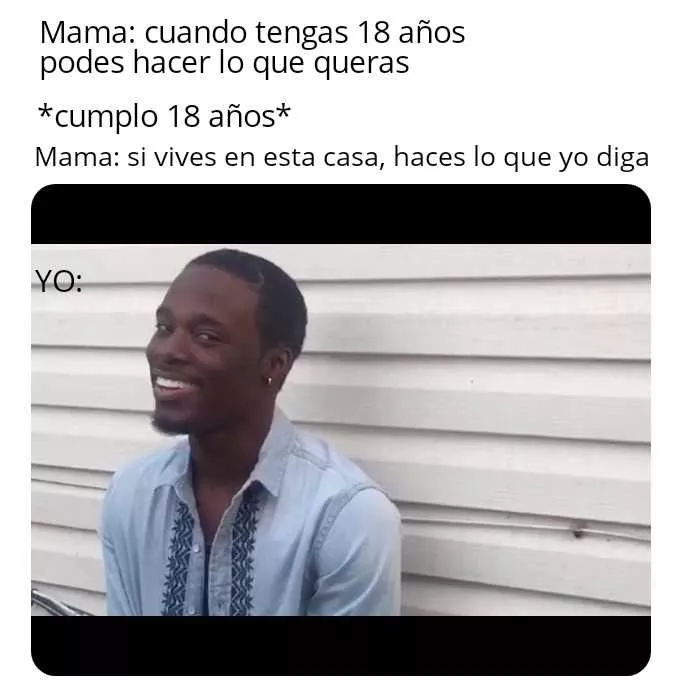 Mama: cuando tengas 18 años
podes hacer lo que queras
*cumplo 18 años*
Mama: si vives en esta casa, haces lo que yo diga
YO: